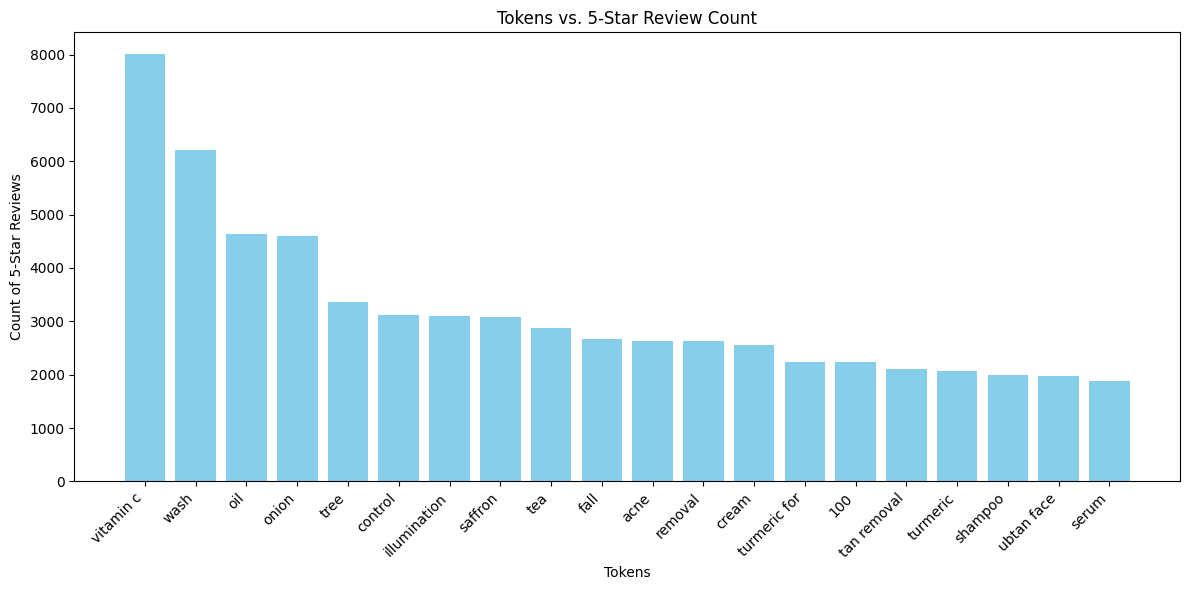 Tokens vs. 5-Star Review Count
Count of 5-Star Reviews
8000
7000
6000
5000
4000
3000
2000
1000
0
vitamin c
wash
oil
onion
tree
control
illumination
saffron
tea
fall
acne
removal
cream
turmeric for
100
tan removal
turmeric
shampoo
ubtan face
serum
Tokens